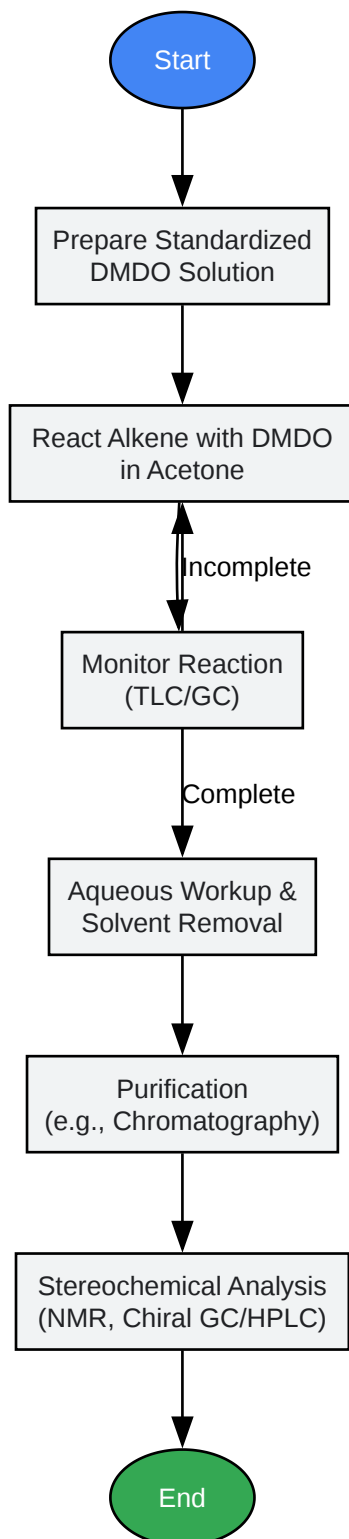 Start
Prepare Standardized
DMDO Solution
React Alkene with DMDO
in Acetone
Incomplete
Monitor Reaction
(TLC/GC)
Complete
Aqueous Workup &
Solvent Removal
Purification
(e.g., Chromatography)
Stereochemical Analysis
(NMR, Chiral GC/HPLC)
End